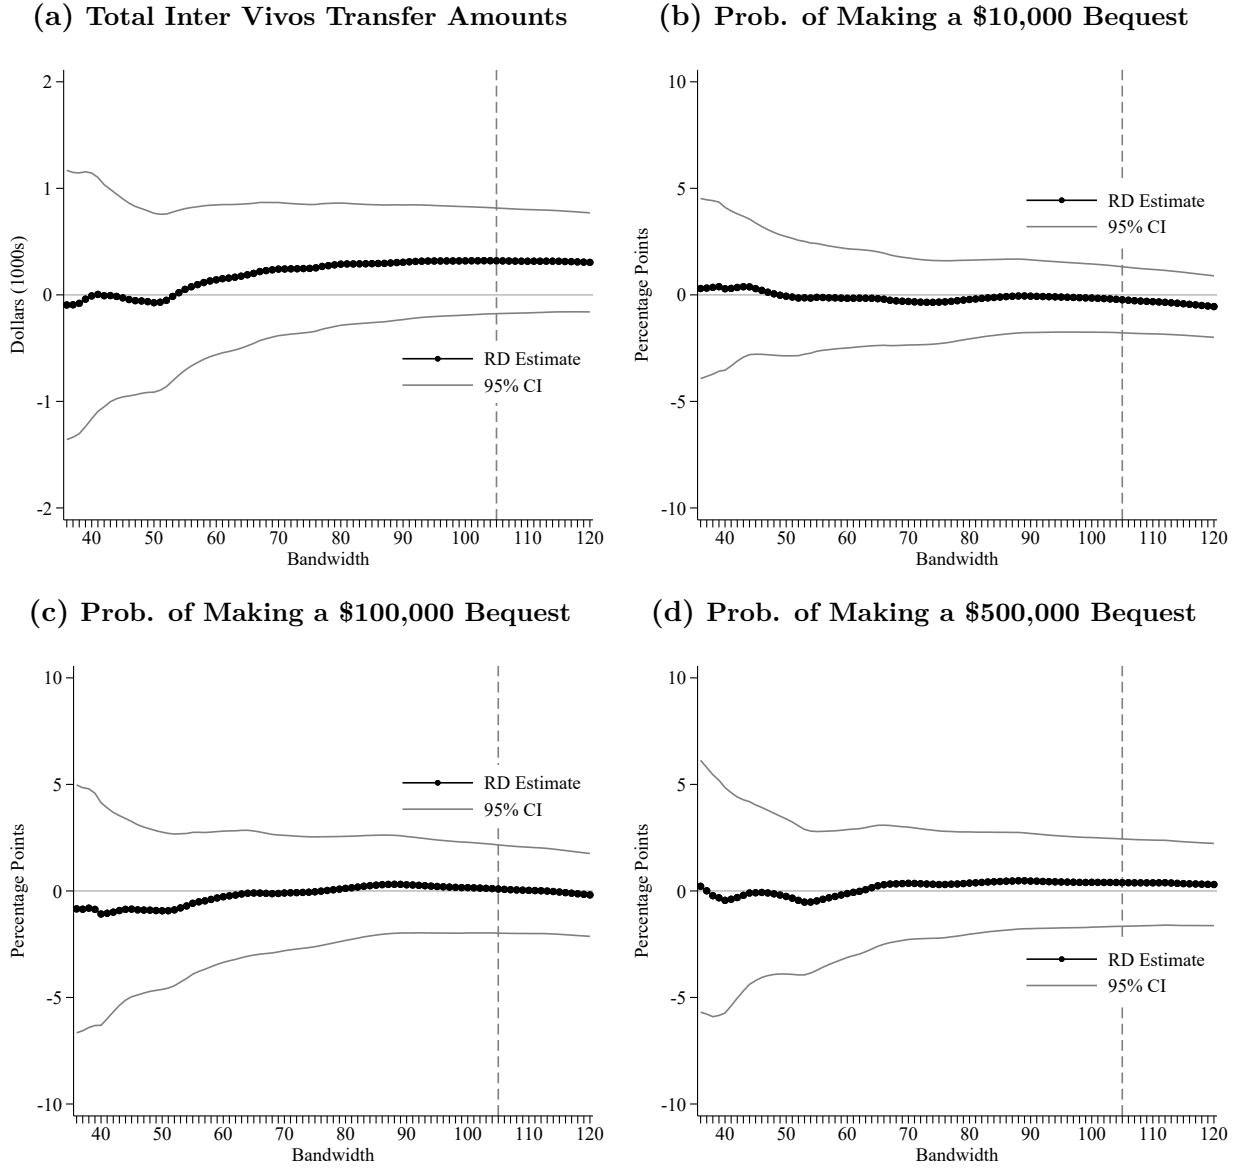 (a) Total Inter Vivos Transfer Amounts
2
1
0
-1
-2
Dollars (1000s)
RD Estimate
95% CI
40 50 60 70 80 90 100 110 120
Bandwidth
(b) Prob. of Making a $10,000 Bequest
10
5
0
-5
-10
Percentage Points
RD Estimate
95% CI
40 50 60 70 80 90 100 110 120
Bandwidth
(c) Prob. of Making a $100,000 Bequest
10
5
0
-5
-10
Percentage Points
RD Estimate
95% CI
40 50 60 70 80 90 100 110 120
Bandwidth
(d) Prob. of Making a $500,000 Bequest
10
5
0
-5
-10
Percentage Points
RD Estimate
95% CI
40 50 60 70 80 90 100 110 120
Bandwidth